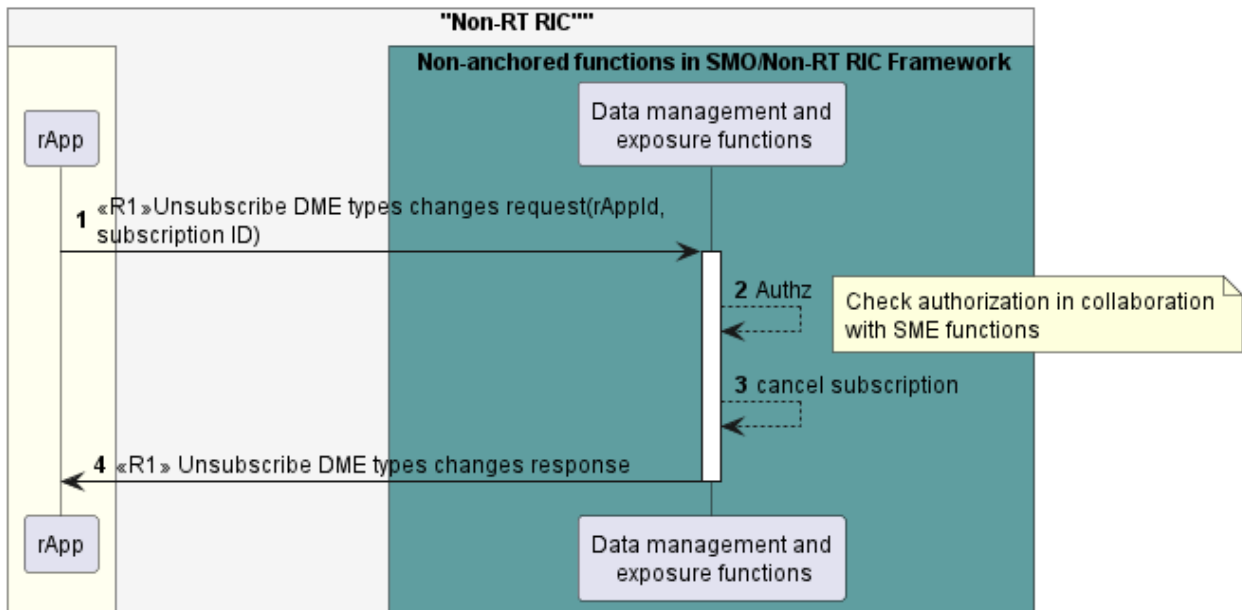 "Non-RT RIC""
Non-anchored functions in SMO/Non-RT RIC Framework
rApp
Data management and
exposure functions
1 «R1»Unsubscribe DME types changes request(rAppId,
subscription ID)
2 Authz
Check authorization in collaboration
with SME functions
3 cancel subscription
4 «R1» Unsubscribe DME types changes response
rApp
Data management and
exposure functions